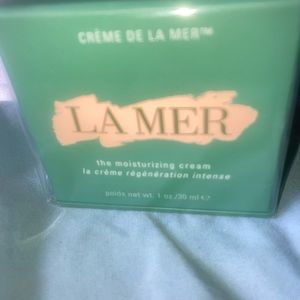 CRÈME DE LA MER™
LA MER
the moisturizing cream
la crème régénération intense
poids net wt. 1 oz./30 ml ℮